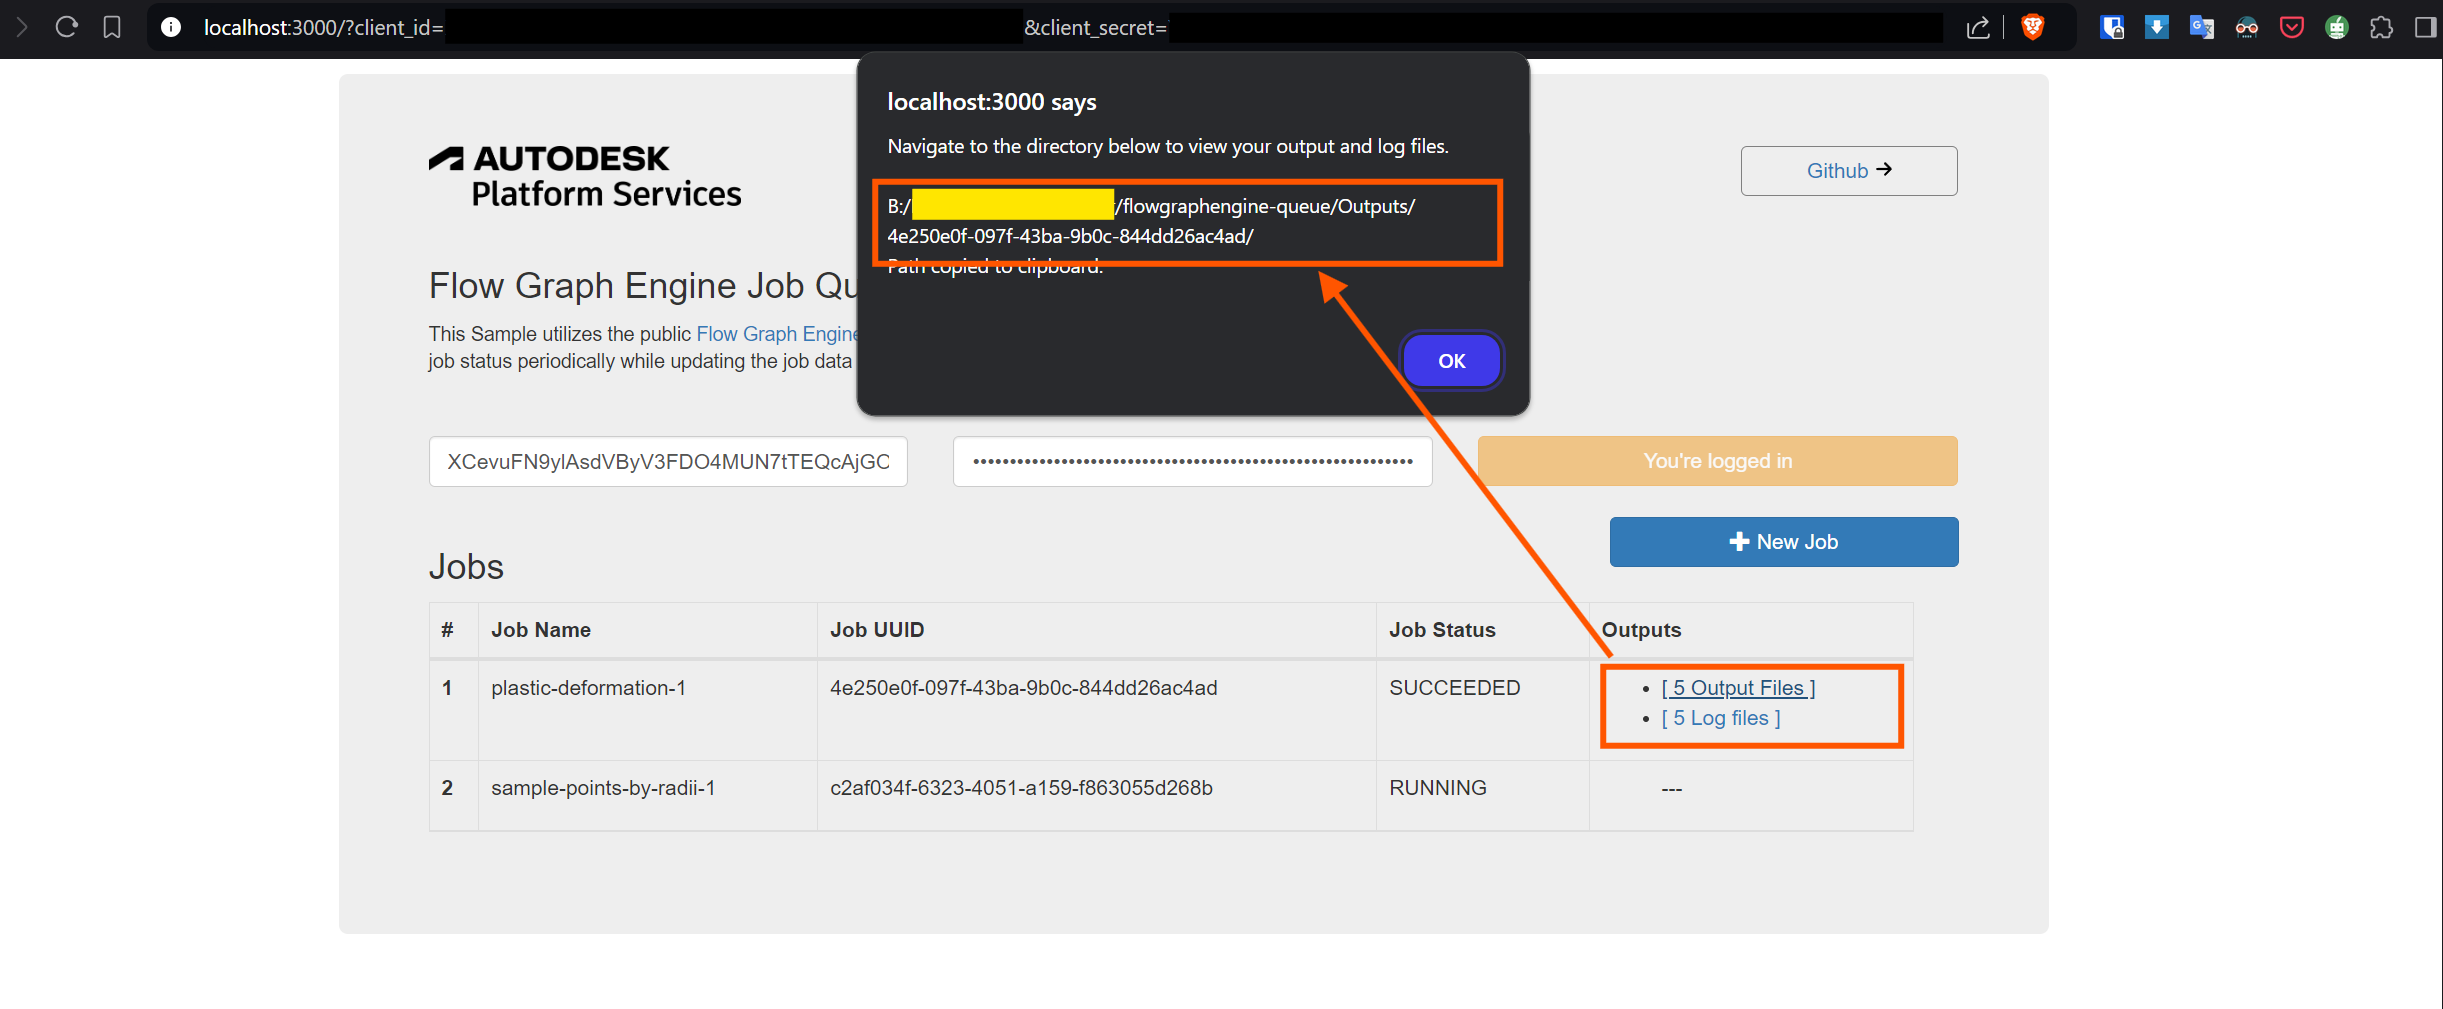 localhost:3000/?client_id=
&client_secret=
localhost:3000 says
Navigate to the directory below to view your output and log files.
B:/
/flowgraphengine-queue/Outputs/
4e250e0f-097f-43ba-9b0c-844dd26ac4ad/
Path copied to clipboard.
OK
AUTODESK
Platform Services
Github →
Flow Graph Engine Job Qu
This Sample utilizes the public Flow Graph Engine
job status periodically while updating the job data
XCevuFN9ylAsdVByV3FDO4MUN7tTEQcAjGC
You're logged in
New Job
Jobs
# Job Name Job UUID Job Status Outputs
1 plastic-deformation-1 4e250e0f-097f-43ba-9b0c-844dd26ac4ad SUCCEEDED • [ 5 Output Files ]
• [ 5 Log files ]
2 sample-points-by-radii-1 c2af034f-6323-4051-a159-f863055d268b RUNNING ---